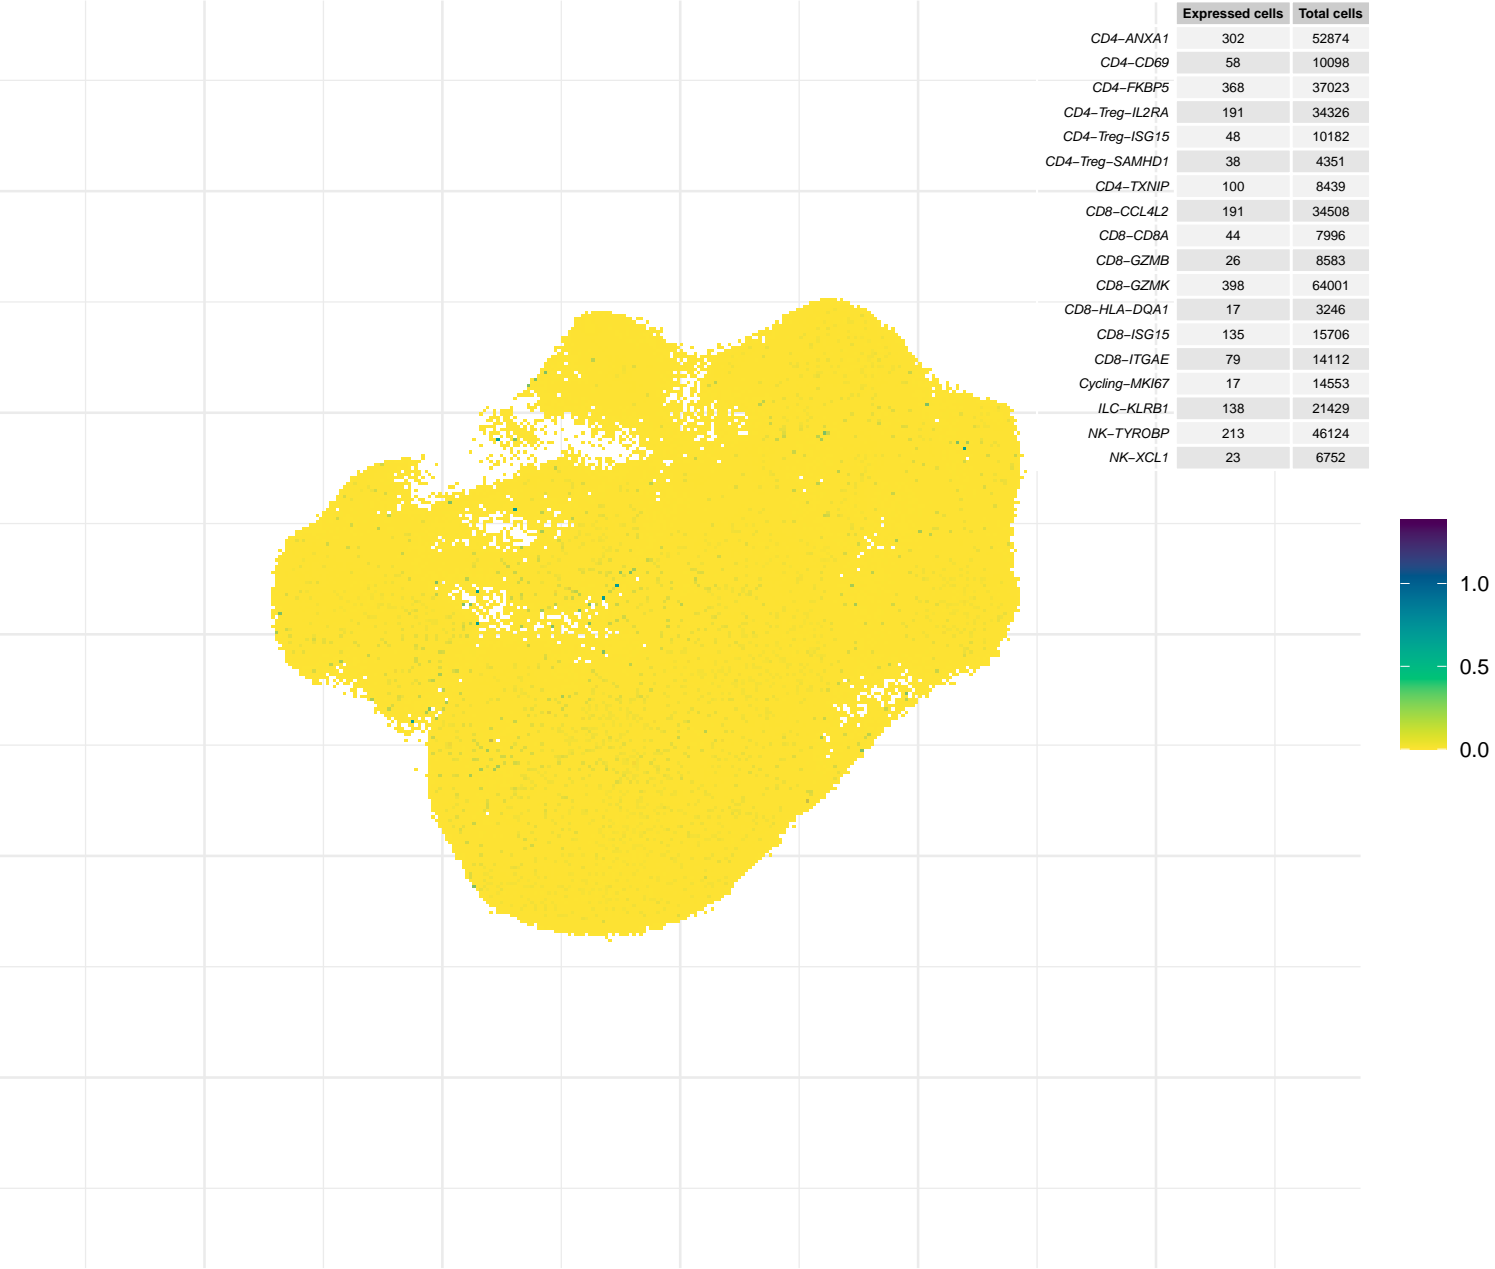 Expressed cells Total cells
CD4−ANXA1 302 52874
CD4−CD69 58 10098
CD4−FKBP5 368 37023
CD4−Treg−IL2RA 191 34326
CD4−Treg−ISG15 48 10182
CD4−Treg−SAMHD1 38 4351
CD4−TXNIP 100 8439
CD8−CCL4L2 191 34508
CD8−CD8A 44 7996
CD8−GZMB 26 8583
CD8−GZMK 398 64001
CD8−HLA−DQA1 17 3246
CD8−ISG15 135 15706
CD8−ITGAE 79 14112
Cycling−MKI67 17 14553
ILC−KLRB1 138 21429
NK−TYROBP 213 46124
NK−XCL1 23 6752
1.0
0.5
0.0